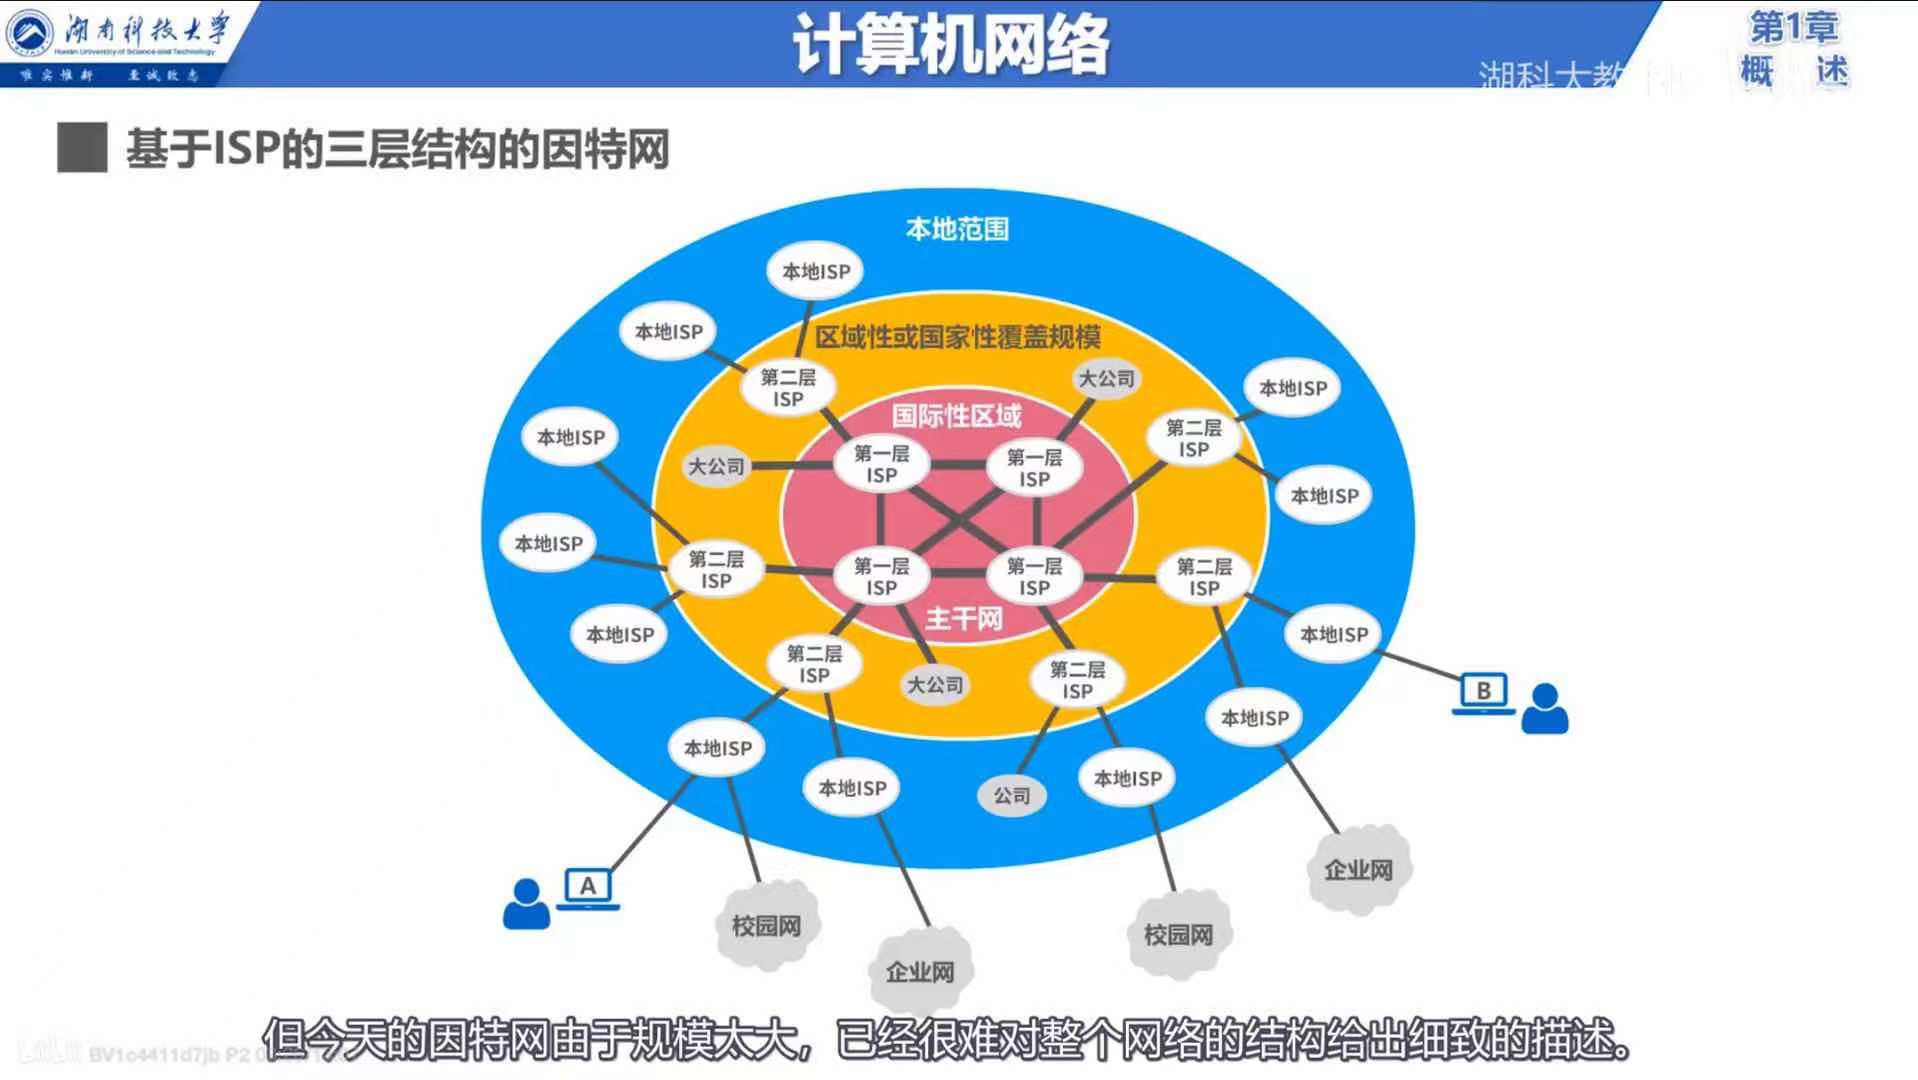 湖南科技大学
Hunan University of Science and Technology
唯实惟新 至诚致志
计算机网络
第1章
概 述
湖科大教
基于ISP的三层结构的因特网
本地范围
本地ISP
本地ISP
区域性或国家性覆盖规模
第二层
ISP
大公司
本地ISP
国际性区域
本地ISP
第二层
ISP
大公司
第一层
ISP
第一层
ISP
本地ISP
本地ISP
第二层
ISP
第一层
ISP
第一层
ISP
第二层
ISP
主干网
本地ISP
本地ISP
第二层
ISP
大公司
第二层
ISP
B
本地ISP
本地ISP
本地ISP
公司
本地ISP
A
企业网
校园网
校园网
企业网
但今天的因特网由于规模太大，已经很难对整个网络的结构给出细致的描述。
BV1c4411d7jb P2